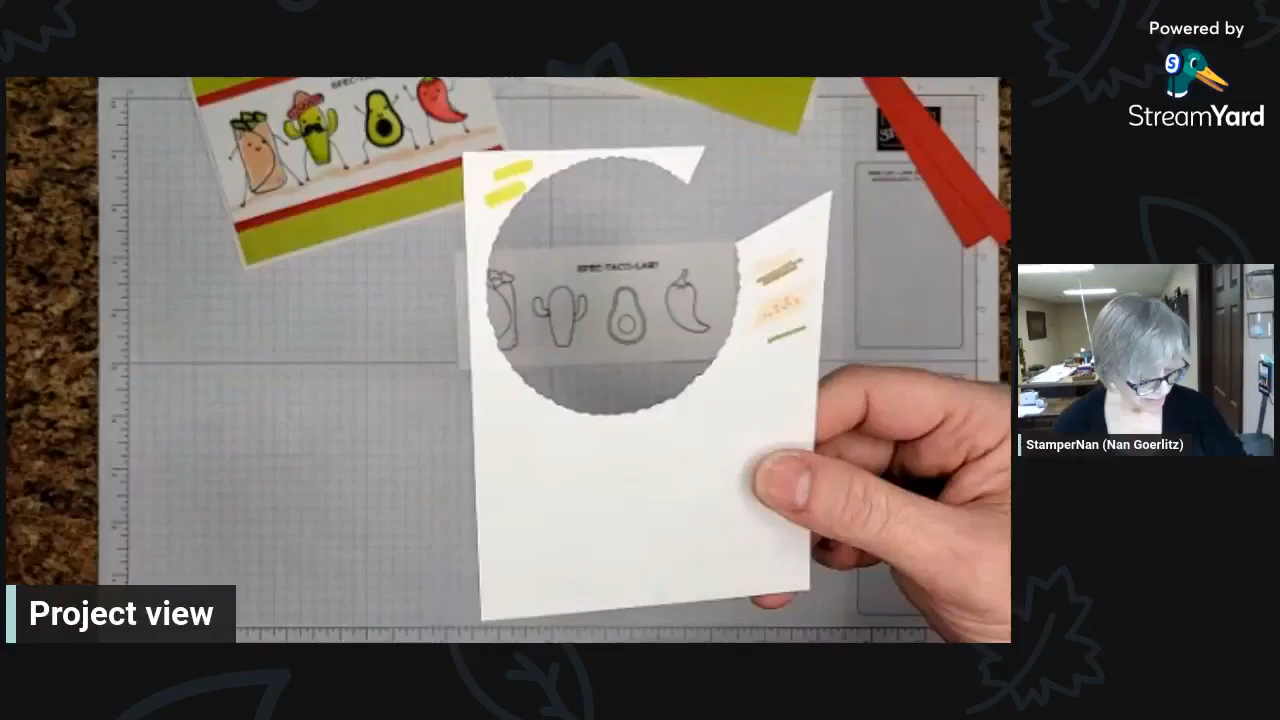 Powered by
StreamYard
SPEC-TACO-LAR!
StamperNan (Nan Goerlitz)
Project view